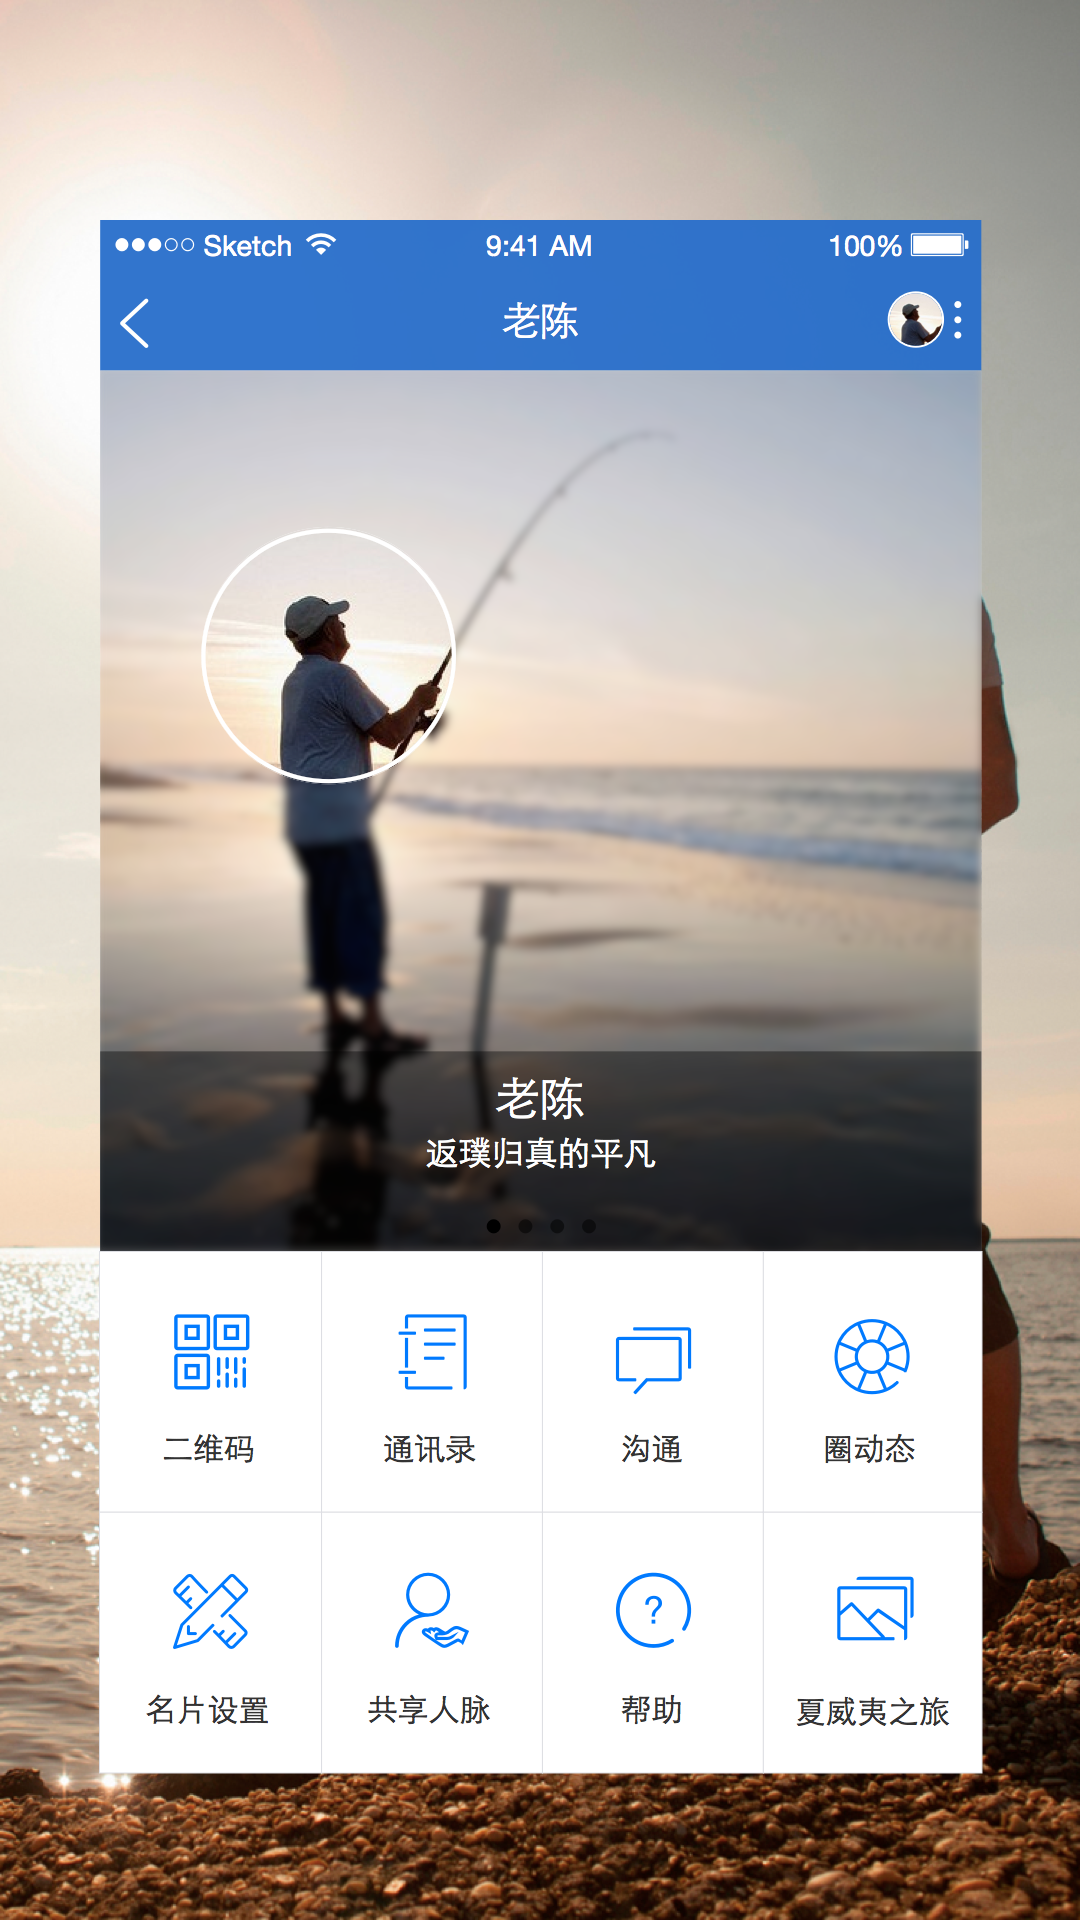 Sketch 9:41 AM 100%
老陈
老陈
返璞归真的平凡
二维码 通讯录 沟通 圈动态
?
名片设置 共享人脉 帮助 夏威夷之旅